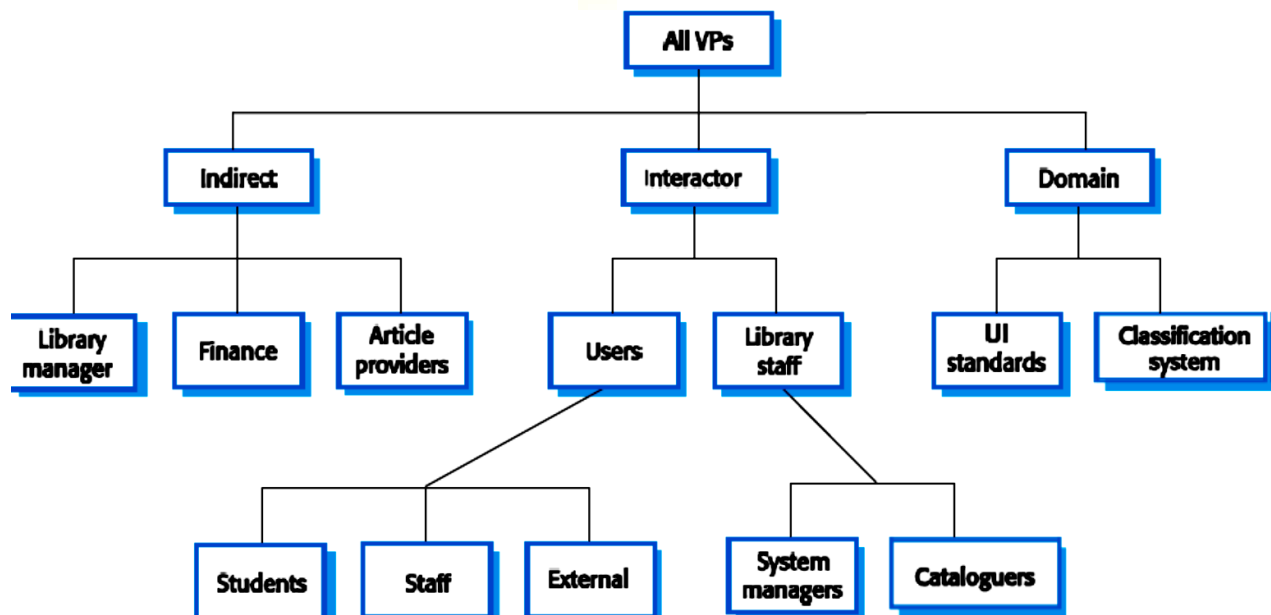 All VPs
Indirect
Interactor
Domain
Library
manager
Finance
Article
providers
Users
Library
staff
UI
standards
Classification
system
Students
Staff
External
System
managers
Cataloguers